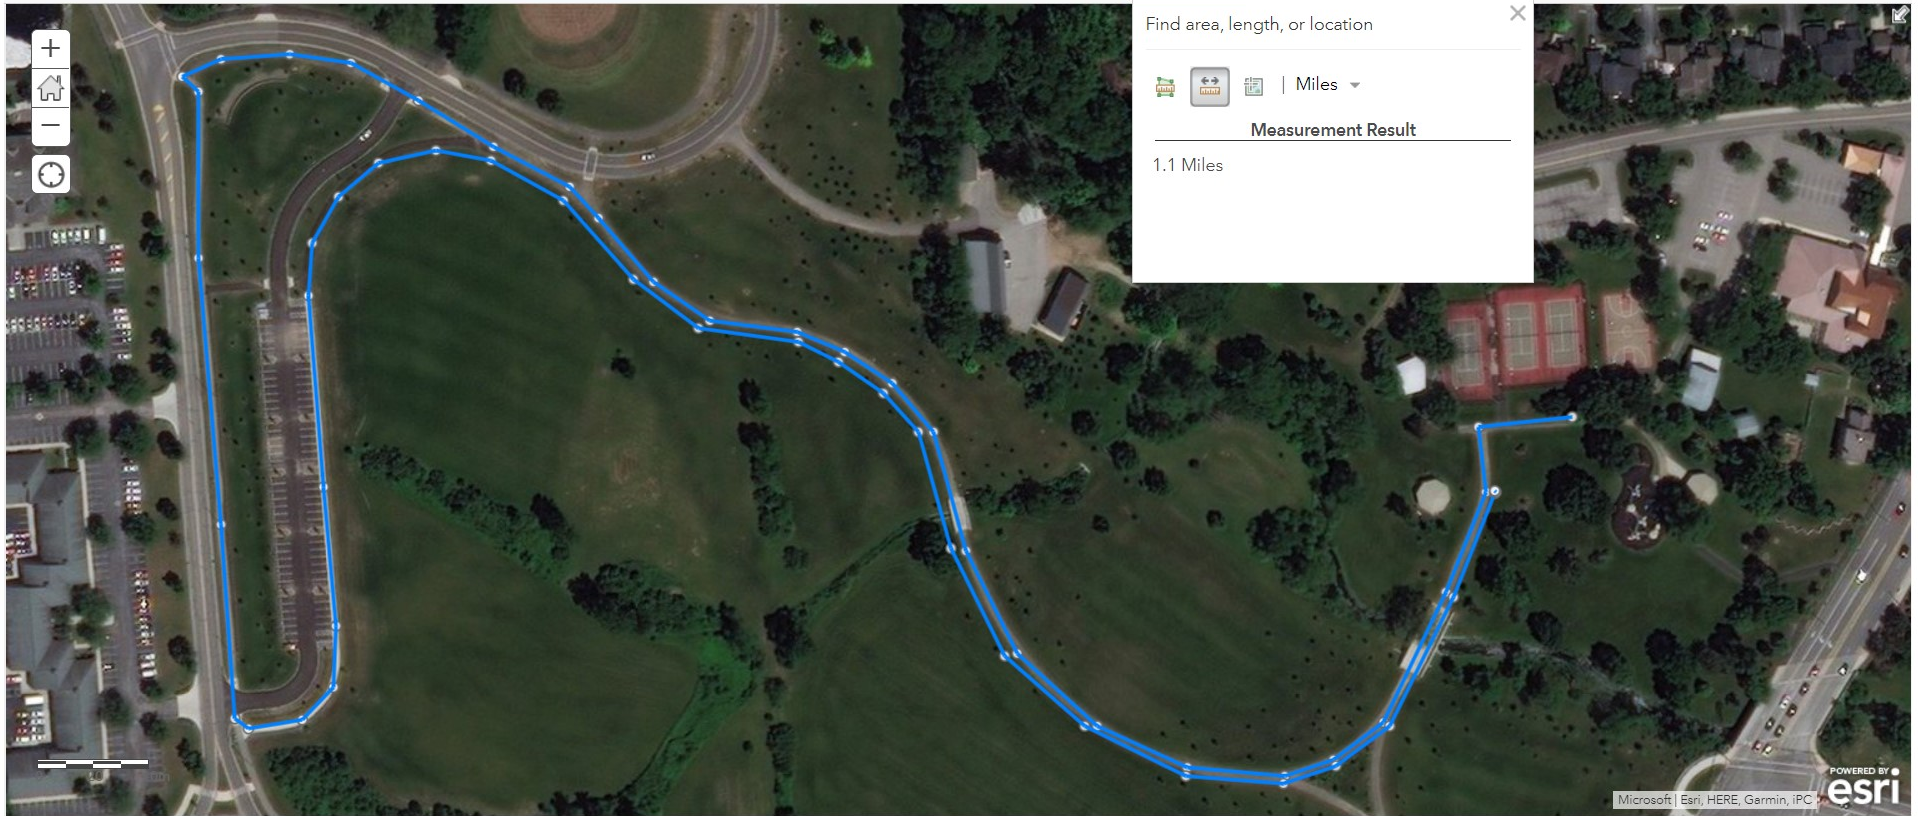 Find area, length, or location
Miles
Measurement Result
1.1 Miles
POWERED BY
esri
Microsoft | Esri, HERE, Garmin, iPC